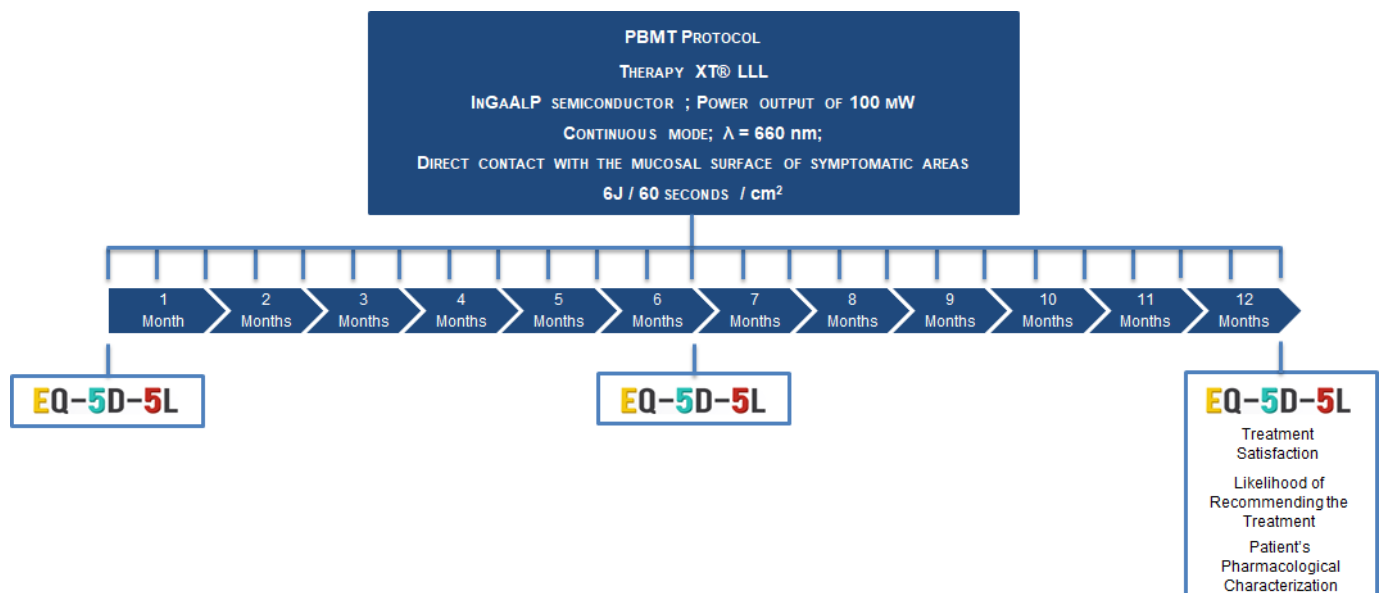 PBMT PROTOCOL
THERAPY XT® LLL
INGAALP SEMICONDUCTOR ; POWER OUTPUT OF 100 MW
CONTINUOUS MODE; λ = 660 nm;
DIRECT CONTACT WITH THE MUCOSAL SURFACE OF SYMPTOMATIC AREAS
6J / 60 SECONDS / cm²
1
Month
2
Months
3
Months
4
Months
5
Months
6
Months
7
Months
8
Months
9
Months
10
Months
11
Months
12
Months
EQ-5D-5L
EQ-5D-5L
EQ-5D-5L
Treatment
Satisfaction
Likelihood of
Recommending the
Treatment
Patient's
Pharmacological
Characterization